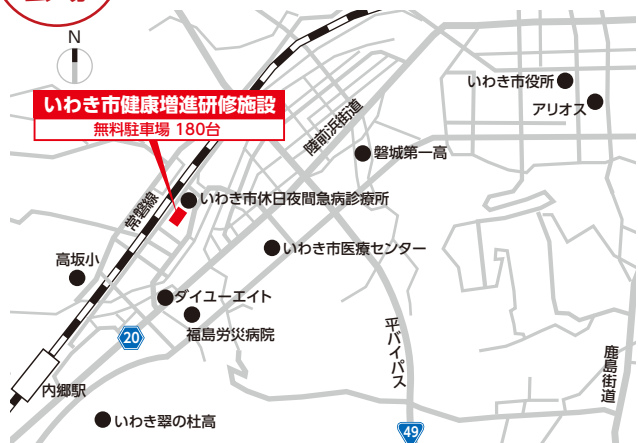 N
いわき市健康増進研修施設
無料駐車場 180台
いわき市役所
アリオス
陸前浜街道
磐城第一高
常磐線
いわき市休日夜間急病診療所
いわき市医療センター
高坂小
ダイユーエイト
福島労災病院
20
平バイパス
鹿島街道
内郷駅
いわき翠の杜高
49